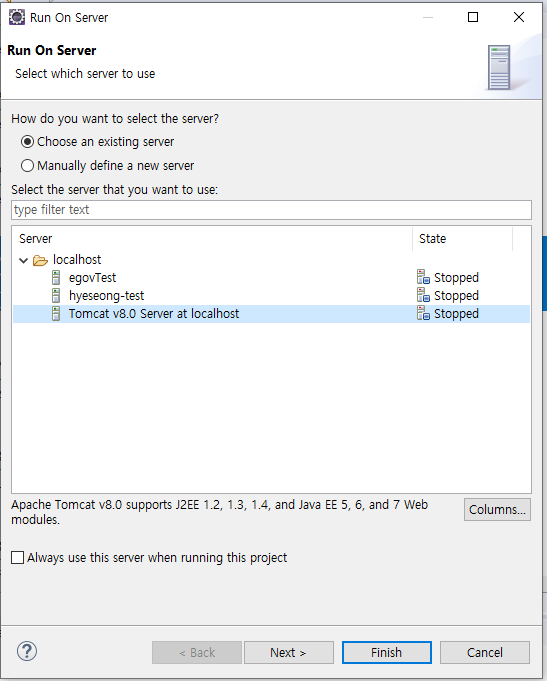 Run On Server
Run On Server
Select which server to use
How do you want to select the server?
Choose an existing server
Manually define a new server
Select the server that you want to use:
type filter text
Server State
localhost
egovTest Stopped
hyeseong-test Stopped
Tomcat v8.0 Server at localhost Stopped
Apache Tomcat v8.0 supports J2EE 1.2, 1.3, 1.4, and Java EE 5, 6, and 7 Web
modules.
Columns...
Always use this server when running this project
?
< Back Next > Finish Cancel